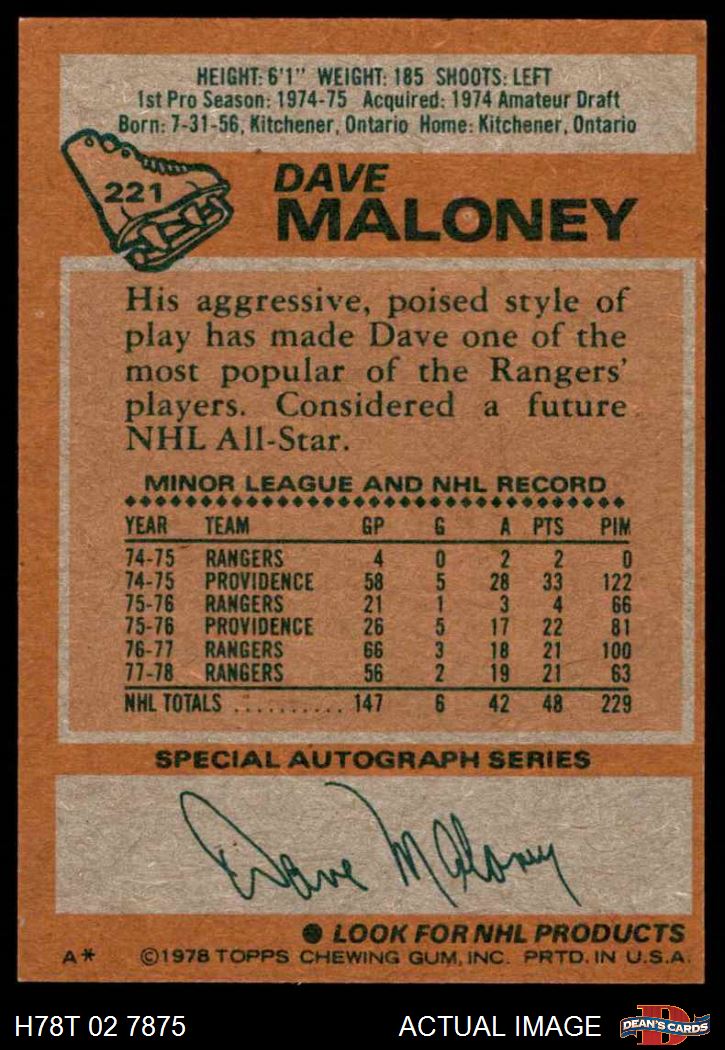 HEIGHT: 6'1" WEIGHT: 185 SHOOTS: LEFT
1st Pro Season: 1974-75 Acquired: 1974 Amateur Draft
Born: 7-31-56, Kitchener, Ontario Home: Kitchener, Ontario
221
DAVE
MALONEY
His aggressive, poised style of
play has made Dave one of the
most popular of the Rangers'
players. Considered a future
NHL All-Star.
MINOR LEAGUE AND NHL RECORD
YEAR TEAM GP G A PTS PIM
74-75 RANGERS 4 0 2 2 0
74-75 PROVIDENCE 58 5 28 33 122
75-76 RANGERS 21 1 3 4 66
75-76 PROVIDENCE 26 5 17 22 81
76-77 RANGERS 66 3 18 21 100
77-78 RANGERS 56 2 19 21 63
NHL TOTALS .......... 147 6 42 48 229
SPECIAL AUTOGRAPH SERIES
Dave Maloney
● LOOK FOR NHL PRODUCTS
A* ©1978 TOPPS CHEWING GUM, INC. PRTD. IN U.S.A.
H78T 02 7875 ACTUAL IMAGE D DEAN'S CARDS